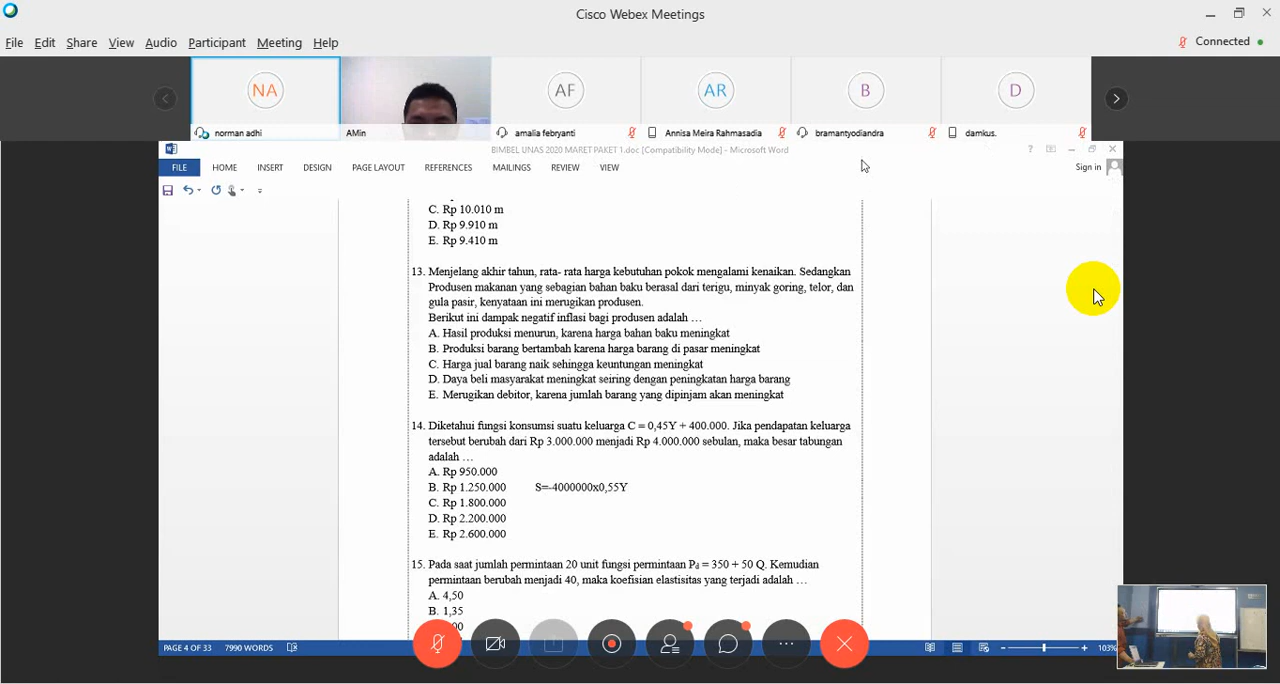 Cisco Webex Meetings
File Edit Share View Audio Participant Meeting Help
Connected
NA AF AR B D
norman adhi AMin amalia febryanti Annisa Meira Rahmasadia bramantyodiandra damkus.
BIMBEL UNAS 2020 MARET PAKET 1.doc [Compatibility Mode] - Microsoft Word
FILE HOME INSERT DESIGN PAGE LAYOUT REFERENCES MAILINGS REVIEW VIEW Sign in
C. Rp 10.010 m
D. Rp 9.910 m
E. Rp 9.410 m
13. Menjelang akhir tahun, rata- rata harga kebutuhan pokok mengalami kenaikan. Sedangkan
Produsen makanan yang sebagian bahan baku berasal dari terigu, minyak goring, telor, dan
gula pasir, kenyataan ini merugikan produsen.
Berikut ini dampak negatif inflasi bagi produsen adalah …
A. Hasil produksi menurun, karena harga bahan baku meningkat
B. Produksi barang bertambah karena harga barang di pasar meningkat
C. Harga jual barang naik sehingga keuntungan meningkat
D. Daya beli masyarakat meningkat seiring dengan peningkatan harga barang
E. Merugikan debitor, karena jumlah barang yang dipinjam akan meningkat
14. Diketahui fungsi konsumsi suatu keluarga C = 0,45Y + 400.000. Jika pendapatan keluarga
tersebut berubah dari Rp 3.000.000 menjadi Rp 4.000.000 sebulan, maka besar tabungan
adalah …
A. Rp 950.000
B. Rp 1.250.000 S=-4000000x0,55Y
C. Rp 1.800.000
D. Rp 2.200.000
E. Rp 2.600.000
15. Pada saat jumlah permintaan 20 unit fungsi permintaan Pd = 350 + 50 Q. Kemudian
permintaan berubah menjadi 40, maka koefisian elastisitas yang terjadi adalah …
A. 4,50
B. 1,35
PAGE 4 OF 33 7990 WORDS 103%